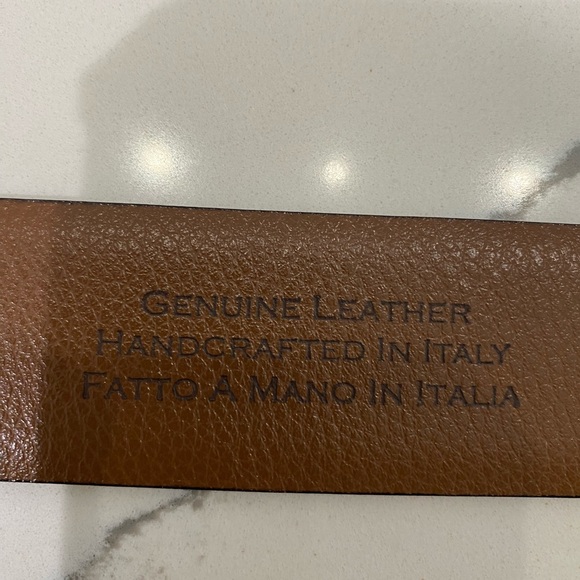 Genuine Leather
Handcrafted In Italy
Fatto A Mano In Italia